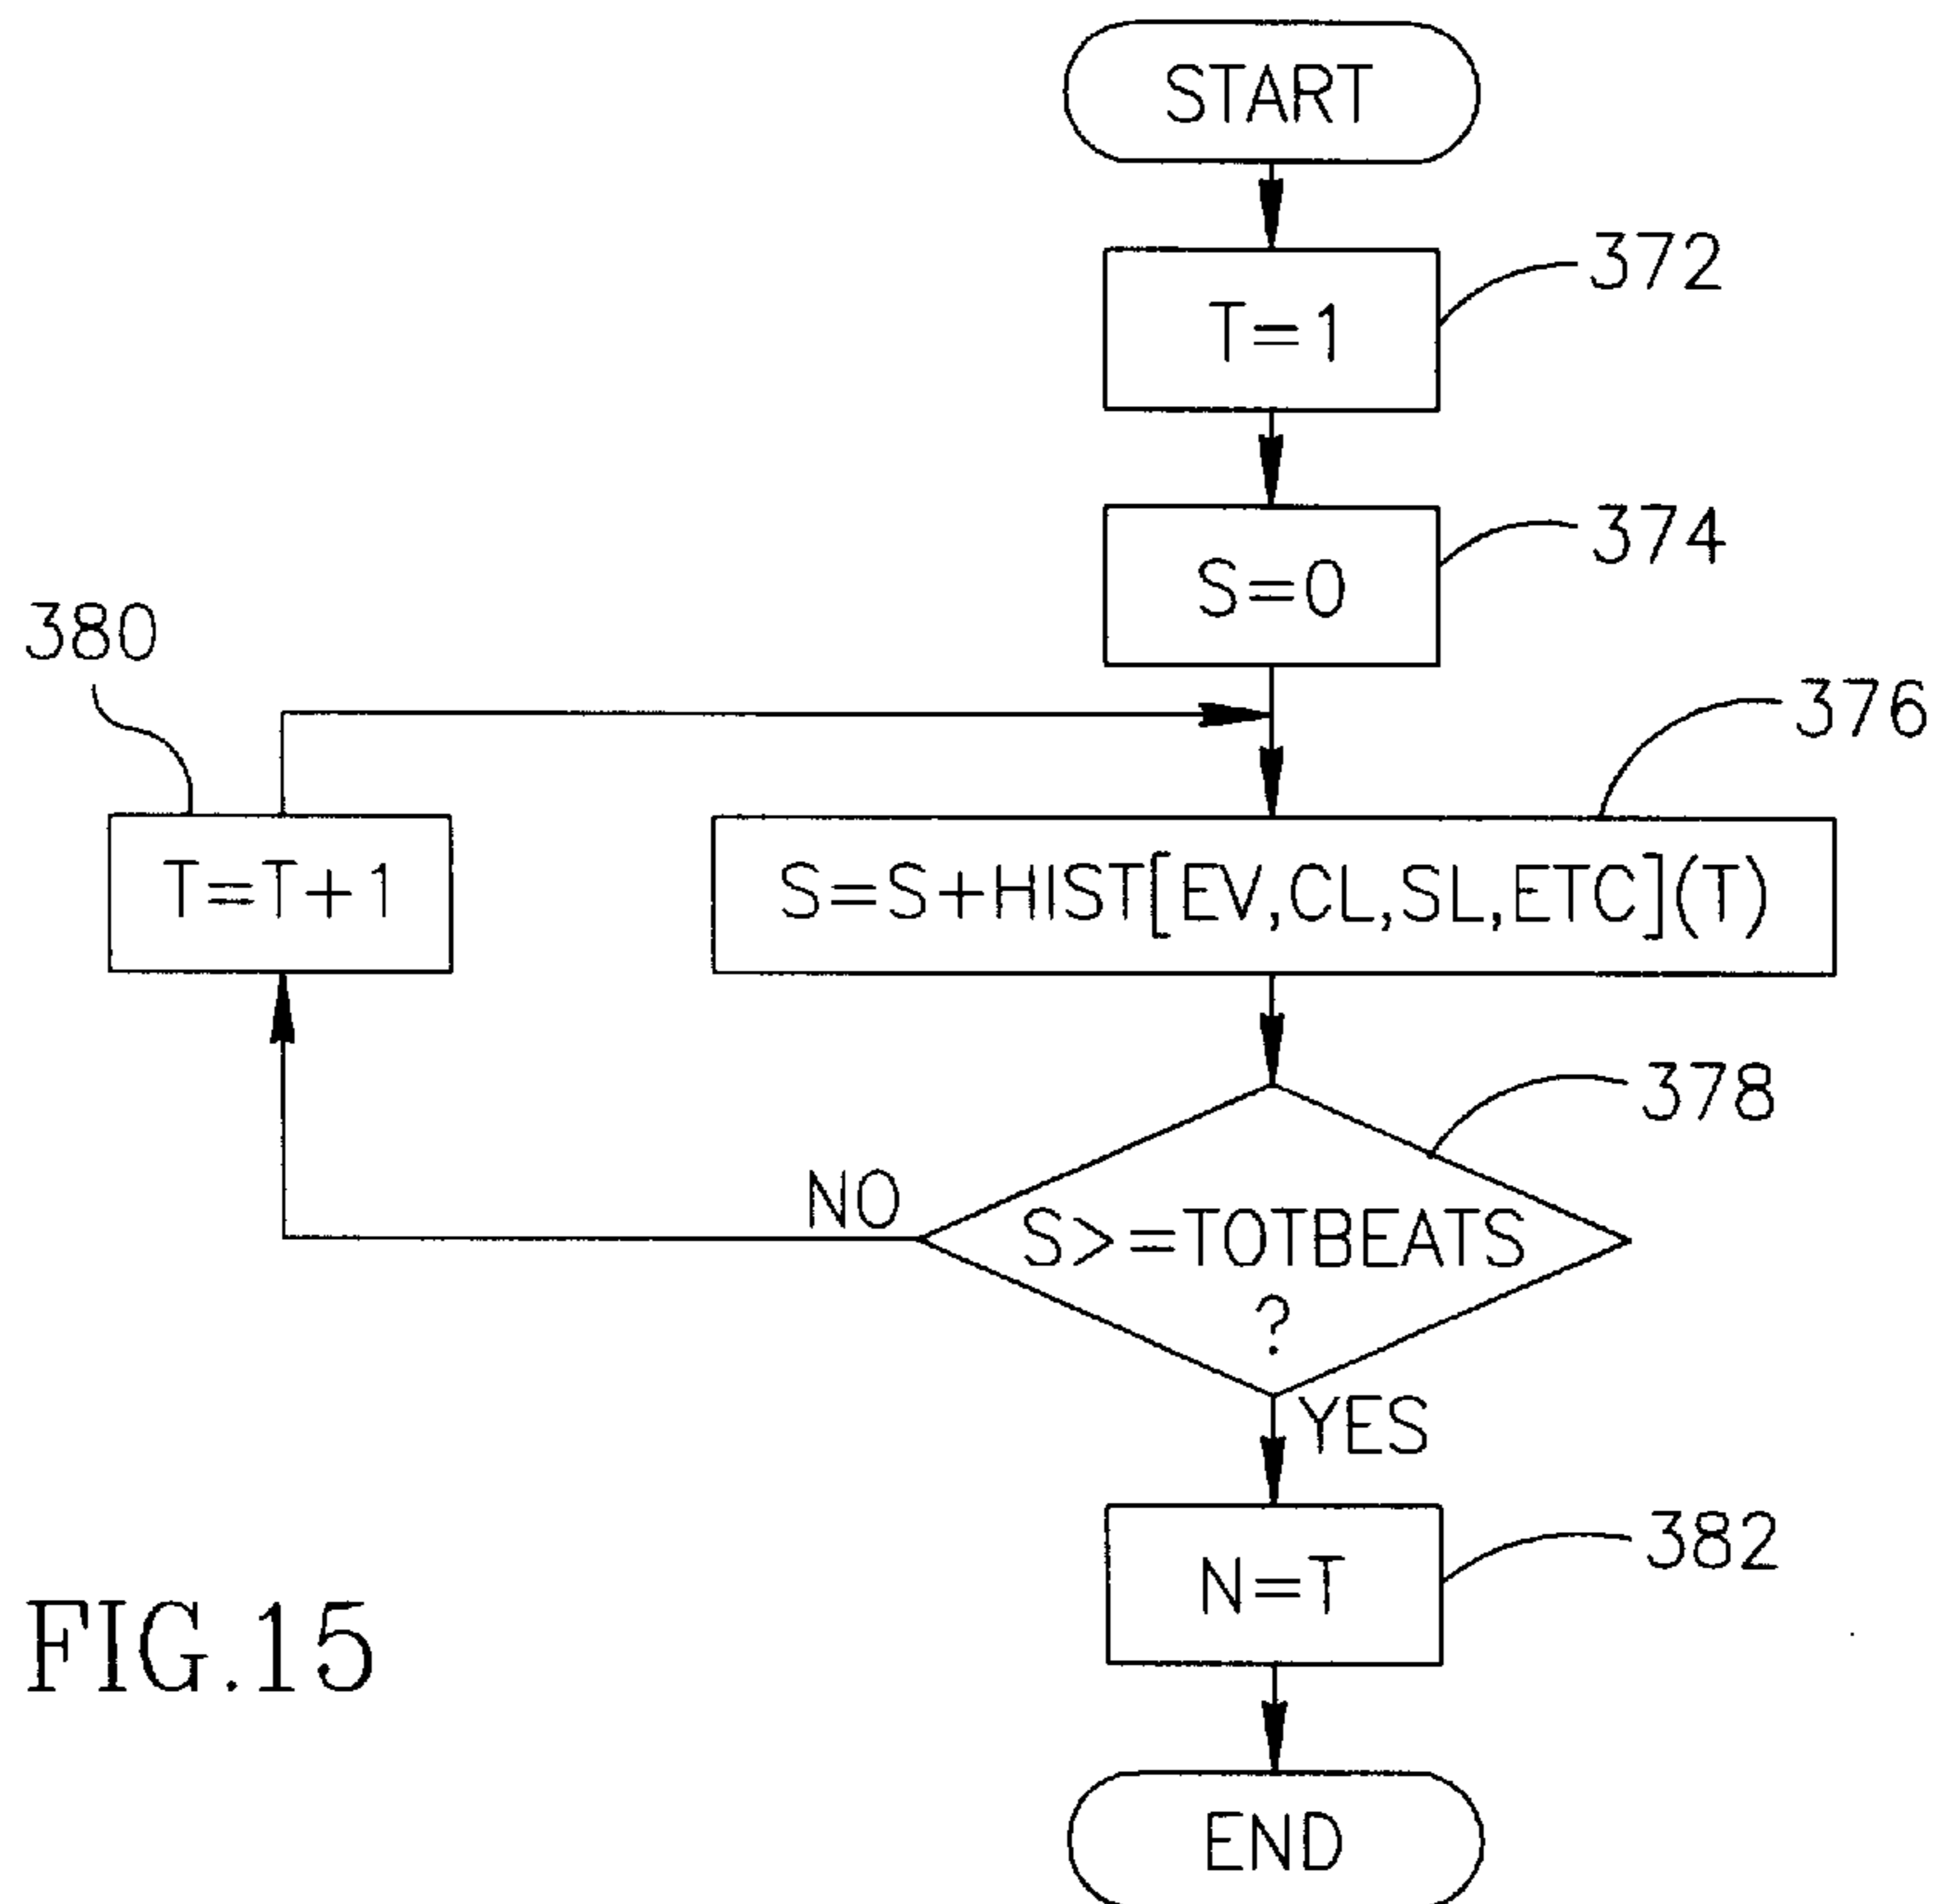 START
372
T=1
374
S=0
380
376
T=T+1
S=S+HIST[EV,CL,SL,ETC](T)
378
NO
S>=TOTBEATS
?
YES
382
N=T
FIG.15
END